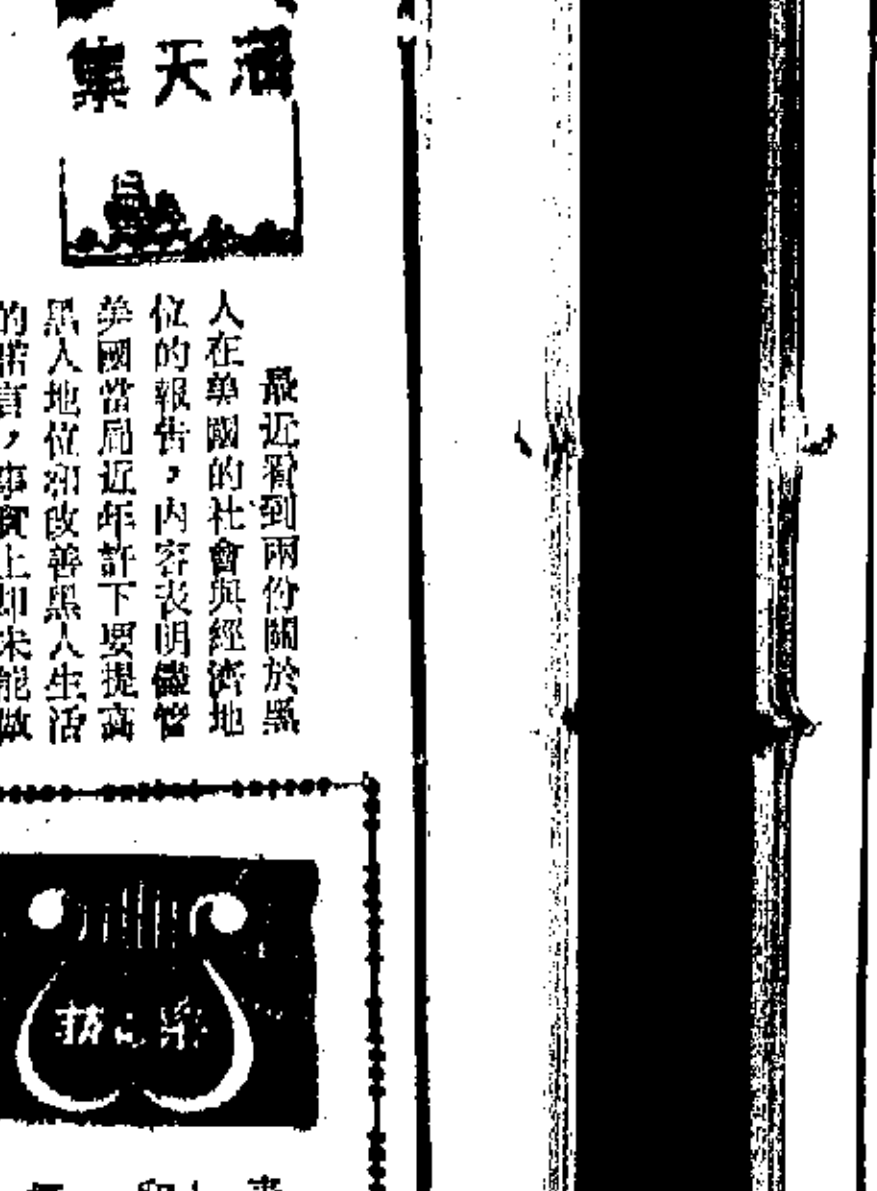 滿天集
最近看到兩份關於黑
人在美國的社會與經濟地
位的報告，內容表明儘管
美國當局近年許下要提高
黑人地位和改善黑人生活
的諾言，事實上却未能做